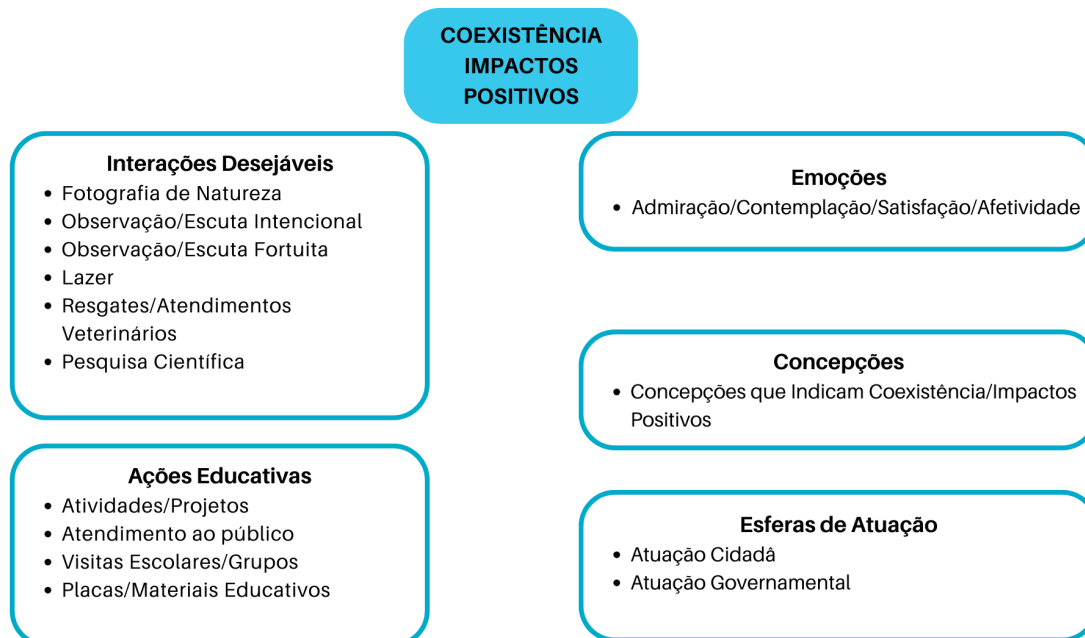 COEXISTÊNCIA
IMPACTOS
POSITIVOS
Interações Desejáveis
• Fotografia de Natureza
• Observação/Escuta Intencional
• Observação/Escuta Fortuita
• Lazer
• Resgates/Atendimentos
Veterinários
• Pesquisa Científica
Ações Educativas
• Atividades/Projetos
• Atendimento ao público
• Visitas Escolares/Grupos
• Placas/Materiais Educativos
Emoções
• Admiração/Contemplação/Satisfação/Afetividade
Concepções
• Concepções que Indicam Coexistência/Impactos
Positivos
Esferas de Atuação
• Atuação Cidadâ
• Atuação Governamental